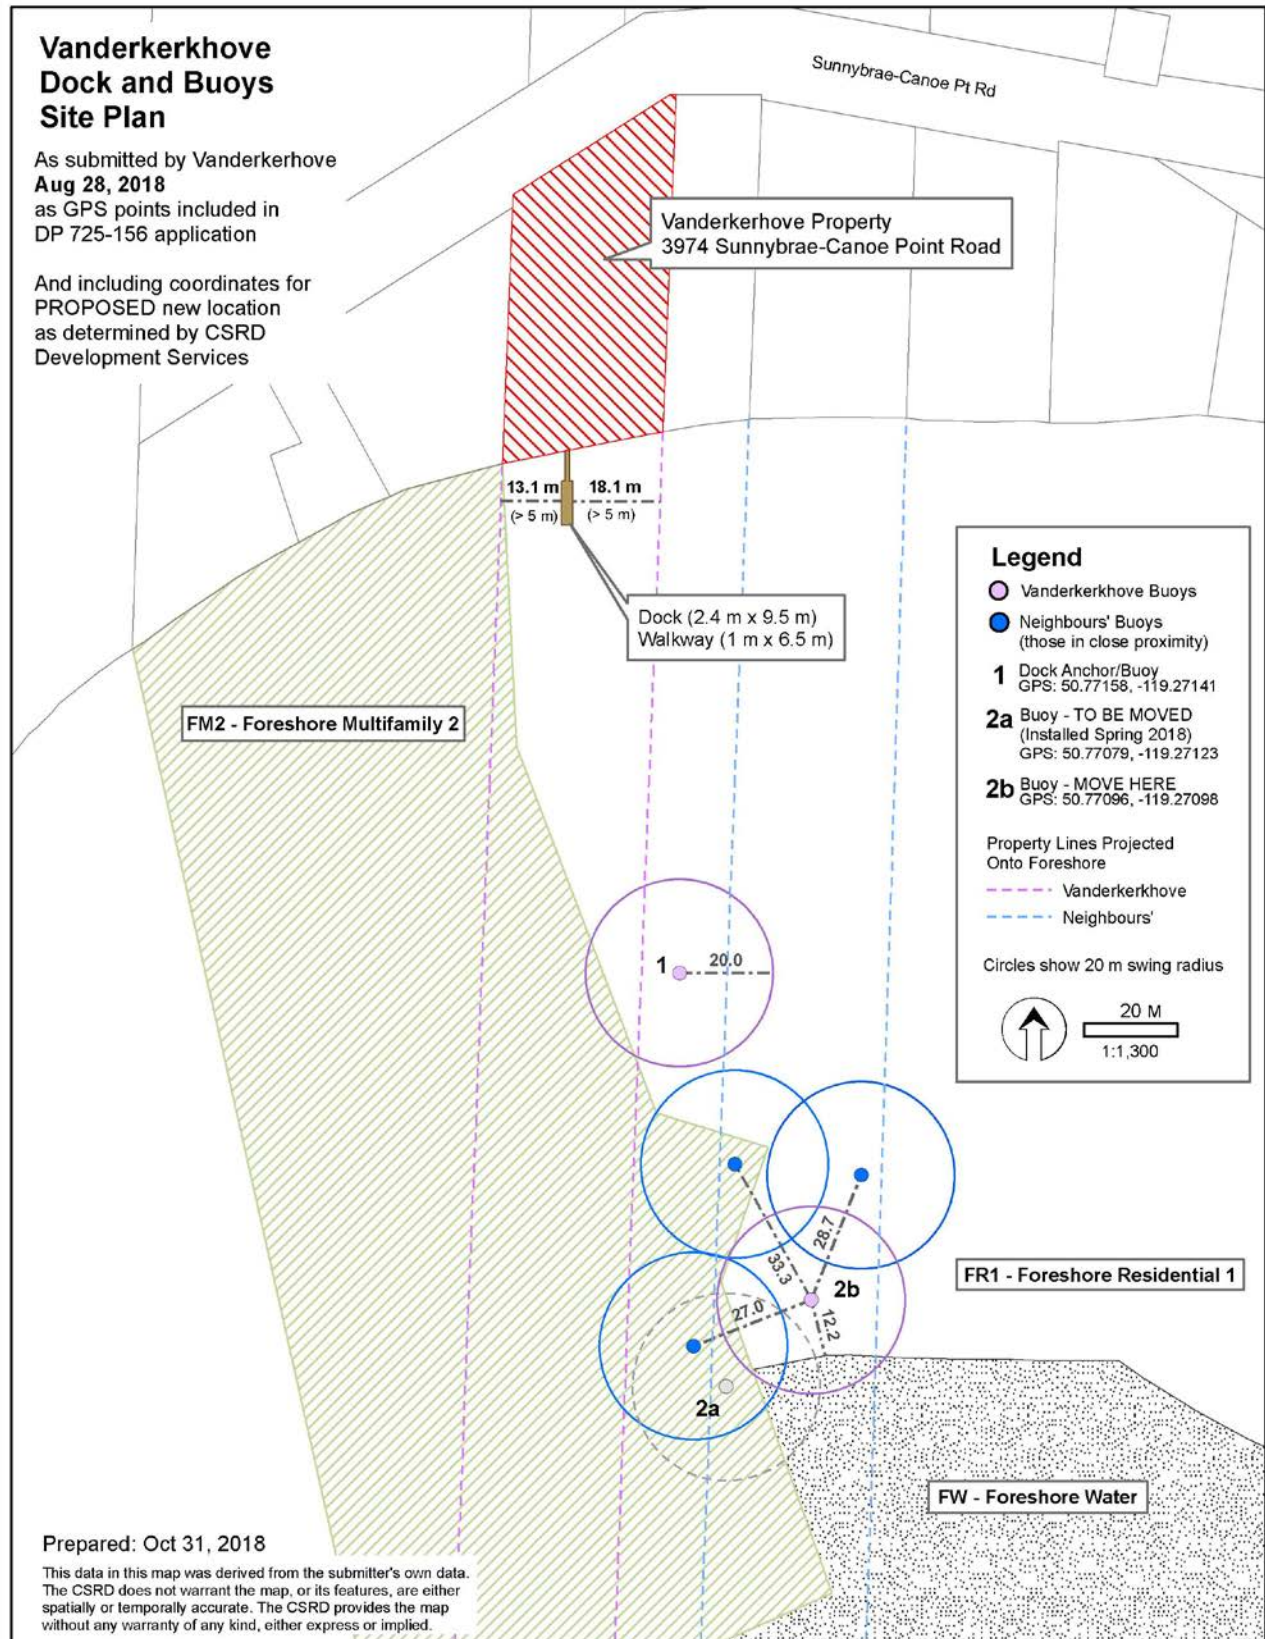 Vanderkerkhove
Dock and Buoys
Site Plan
As submitted by Vanderkerhove
Aug 28, 2018
as GPS points included in
DP 725-156 application
And including coordinates for
PROPOSED new location
as determined by CSRD
Development Services
Sunnybrae-Canoe Pt Rd
Vanderkerhove Property
3974 Sunnybrae-Canoe Point Road
13.1 m
18.1 m
(> 5 m)
(> 5 m)
Dock (2.4 m x 9.5 m)
Walkway (1 m x 6.5 m)
FM2 - Foreshore Multifamily 2
Legend
Vanderkerkhove Buoys
Neighbours' Buoys
(those in close proximity)
1 Dock Anchor/Buoy
GPS: 50.77158, -119.27141
2a Buoy - TO BE MOVED
(Installed Spring 2018)
GPS: 50.77079, -119.27123
2b Buoy - MOVE HERE
GPS: 50.77096, -119.27098
Property Lines Projected
Onto Foreshore
Vanderkerkhove
Neighbours'
Circles show 20 m swing radius
20 M
1:1,300
1
20.0
33.3
28.7
27.0
12.2
2b
2a
FR1 - Foreshore Residential 1
FW - Foreshore Water
Prepared: Oct 31, 2018
This data in this map was derived from the submitter's own data.
The CSRD does not warrant the map, or its features, are either
spatially or temporally accurate. The CSRD provides the map
without any warranty of any kind, either express or implied.